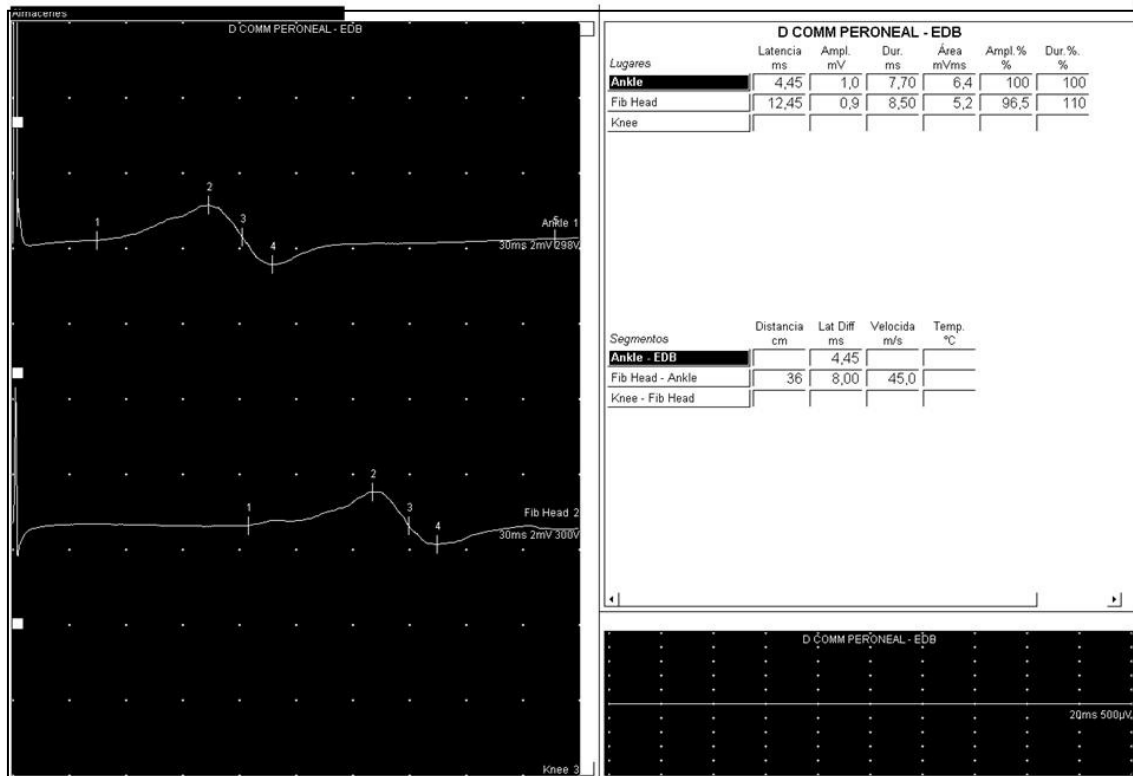 Almacenes
D COMM PERONEAL - EDB
1
2
3
4
5
Ankle 1
30ms 2mV 298V
1
2
3
4
Fib Head 2
30ms 2mV 300V
Knee 3
D COMM PERONEAL - EDB
Latencia Ampl. Dur. Área Ampl.% Dur.%.
Lugares ms mV ms mVms % %
Ankle 4,45 1,0 7,70 6,4 100 100
Fib Head 12,45 0,9 8,50 5,2 96,5 110
Knee
Distancia Lat Diff Velocida Temp.
Segmentos cm ms m/s °C
Ankle - EDB 4,45
Fib Head - Ankle 36 8,00 45,0
Knee - Fib Head
D COMM PERONEAL - EDB
20ms 500µV